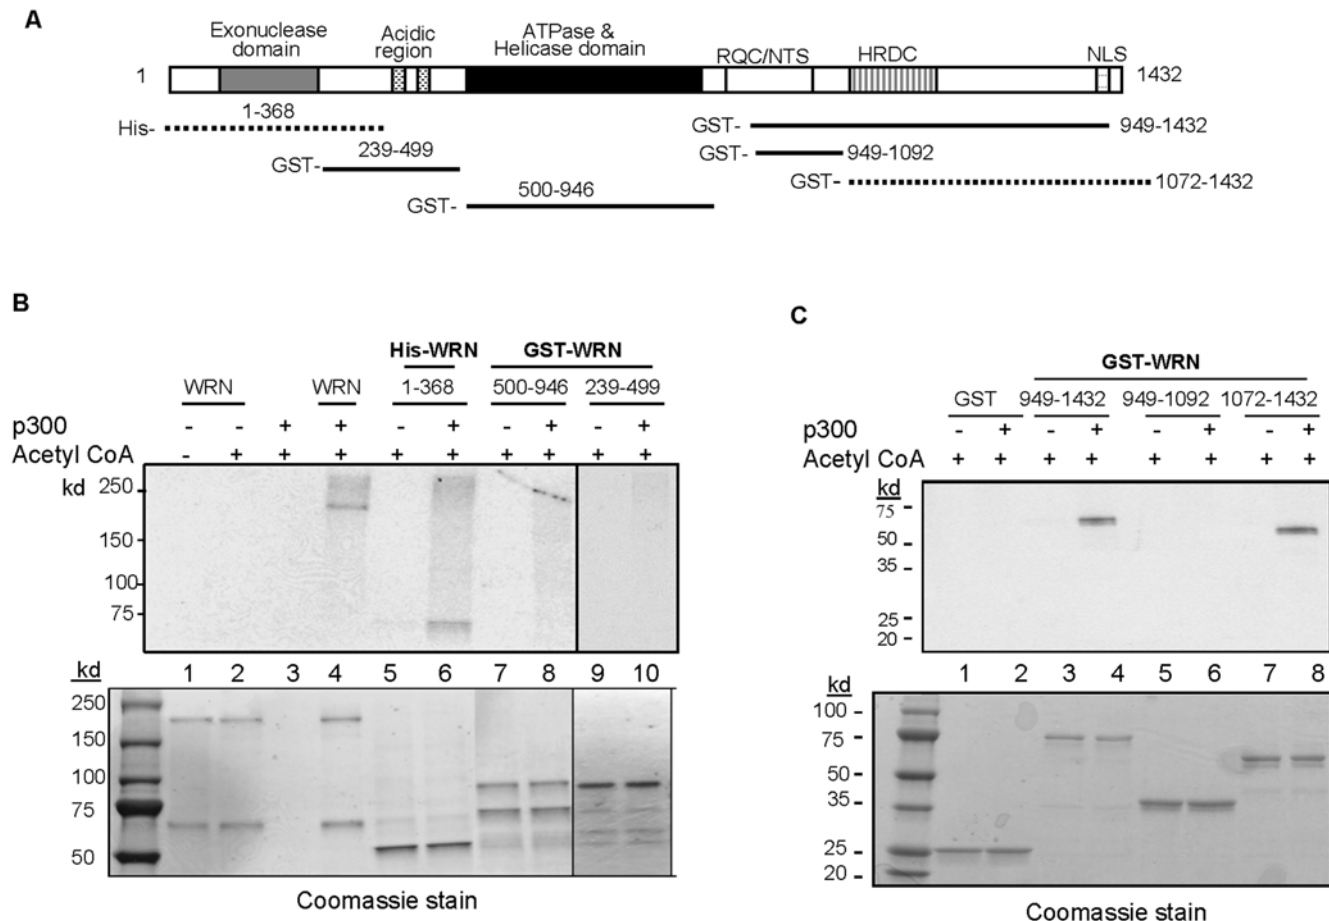 A
Exonuclease
domain
Acidic
region
ATPase &
Helicase domain
RQC/NTS
HRDC
NLS
1
1432
His-
1-368
GST-
239-499
GST-
500-946
GST-
949-1432
GST-
949-1092
GST-
1072-1432
B
His-WRN GST-WRN
WRN WRN 1-368 500-946 239-499
p300 - - + + - + - + - +
Acetyl CoA - + + + + + + + + +
kd
250
150
100
75
kd 1 2 3 4 5 6 7 8 9 10
250
150
100
75
50
Coomassie stain
C
GST-WRN
GST 949-1432 949-1092 1072-1432
p300 - + - + - + - +
Acetyl CoA + + + + + + + +
kd
75
50
35
25
20
kd 1 2 3 4 5 6 7 8
100
75
50
35
25
20
Coomassie stain